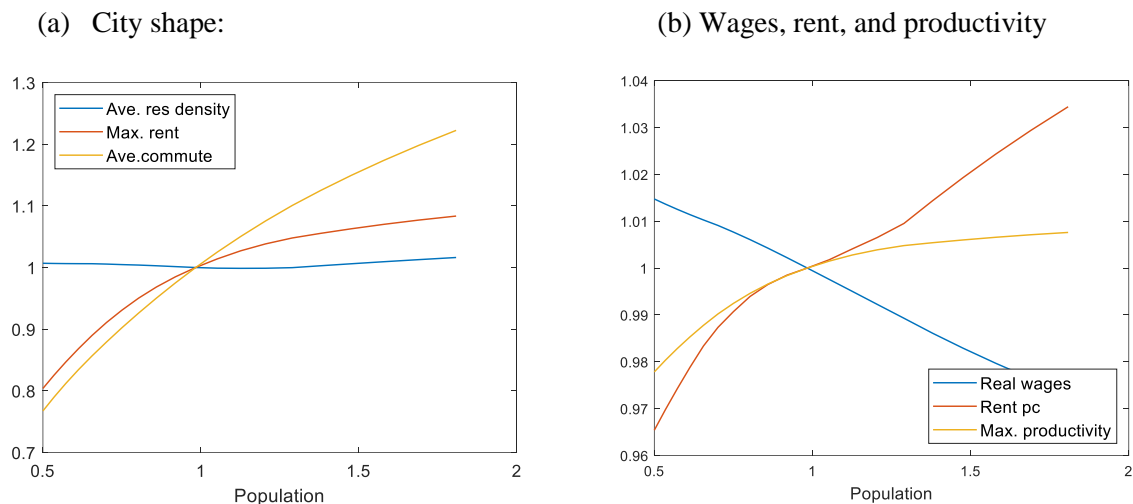 (a) City shape:
(b) Wages, rent, and productivity
1.3
1.2
1.1
1
0.9
0.8
0.7
Ave. res density
Max. rent
Ave.commute
0.5
1
1.5
2
Population
1.04
1.03
1.02
1.01
1
0.99
0.98
0.97
0.96
Real wages
Rent pc
Max. productivity
0.5
1
1.5
2
Population